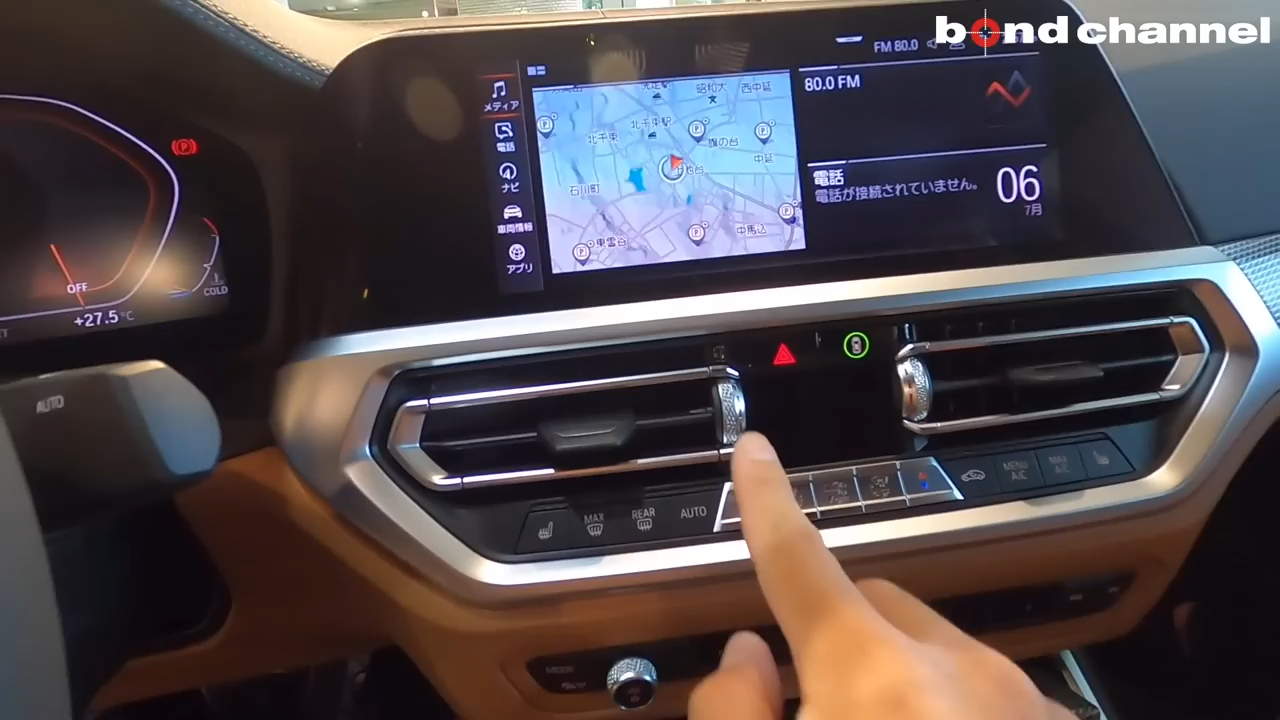 bond channel
FM 80.0
メディア
電話
ナビ
車両情報
アプリ
昭和大
西中延
北千束駅
北千束
旗の台
中延
石川町
東雪谷
中馬込
80.0 FM
電話
電話が接続されていません。
06
7月
P
OFF
COLD
+27.5 °C
AUTO
MAX
REAR
AUTO
MENU
A/C
MAX
A/C
MODE